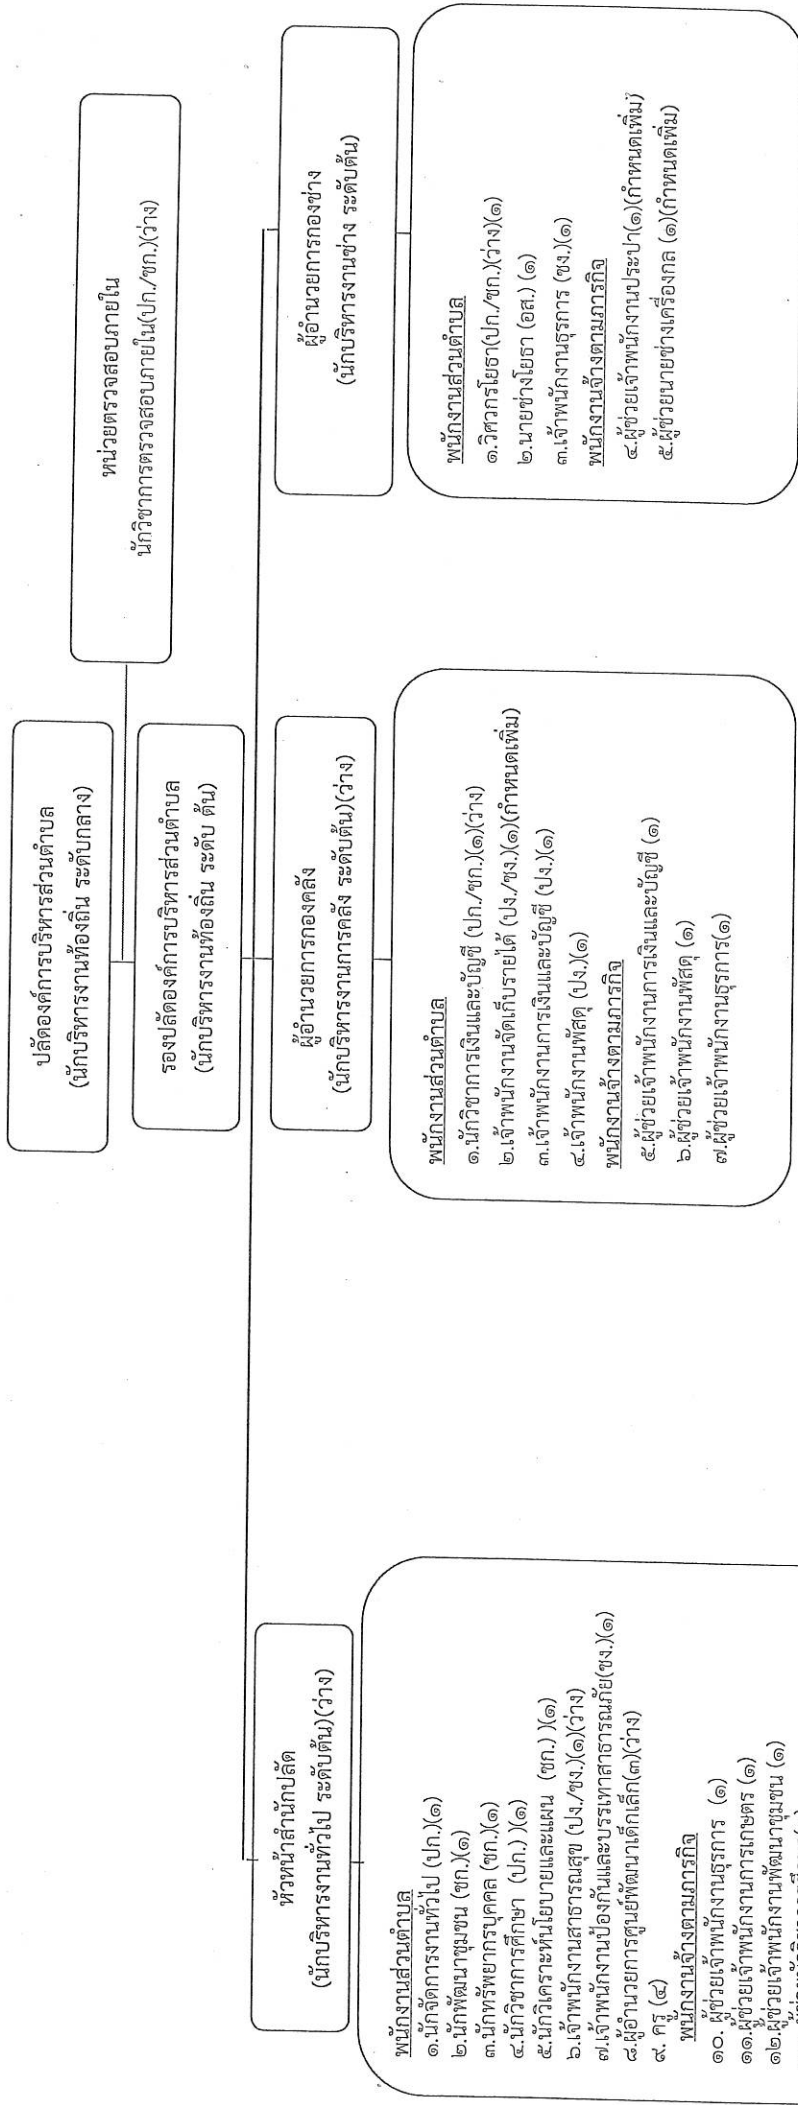 ปลัดองค์การบริหารส่วนตำบล
(นักบริหารงานท้องถิ่น ระดับกลาง)
หน่วยตรวจสอบภายใน
นักวิชาการตรวจสอบภายใน(ปก./ชก.)(ว่าง)
รองปลัดองค์การบริหารส่วนตำบล
(นักบริหารงานท้องถิ่น ระดับ ต้น)
หัวหน้าสำนักปลัด
(นักบริหารงานทั่วไป ระดับต้น)(ว่าง)
พนักงานส่วนตำบล
๑.นักจัดการงานทั่วไป (ปก.)(๑)
๒.นักพัฒนาชุมชน (ชก.)(๑)
๓.นักทรัพยากรบุคคล (ชก.)(๑)
๔.นักวิชาการศึกษา (ปก.) )(๑)
๕.นักวิเคราะห์นโยบายและแผน (ชก.) )(๑)
๖.เจ้าพนักงานสาธารณสุข (ปง./ชง.)(๑)(ว่าง)
๗.เจ้าพนักงานป้องกันและบรรเทาสาธารณภัย(ชง.)(๑)
๘.ผู้อำนวยการศูนย์พัฒนาเด็กเล็ก(๓)(ว่าง)
๙. ครู (๔)
พนักงานจ้างตามภารกิจ
๑๐. ผู้ช่วยเจ้าพนักงานธุรการ (๑)
๑๑.ผู้ช่วยเจ้าพนักงานการเกษตร (๑)
๑๒.ผู้ช่วยเจ้าพนักงานพัฒนาชุมชน (๑)
ผู้อำนวยการกองคลัง
(นักบริหารงานการคลัง ระดับต้น)(ว่าง)
พนักงานส่วนตำบล
๑.นักวิชาการเงินและบัญชี (ปก./ชก.)(๑)(ว่าง)
๒.เจ้าพนักงานจัดเก็บรายได้ (ปง./ชง.)(๑)(กำหนดเพิ่ม)
๓.เจ้าพนักงานการเงินและบัญชี (ปง.)(๑)
๔.เจ้าพนักงานพัสดุ (ปง.)(๑)
พนักงานจ้างตามภารกิจ
๕.ผู้ช่วยเจ้าพนักงานการเงินและบัญชี (๑)
๖.ผู้ช่วยเจ้าพนักงานพัสดุ (๑)
๗.ผู้ช่วยเจ้าพนักงานธุรการ(๑)
ผู้อำนวยการกองช่าง
(นักบริหารงานช่าง ระดับต้น)
พนักงานส่วนตำบล
๑.วิศวกรโยธา(ปก./ชก.)(ว่าง)(๑)
๒.นายช่างโยธา (อส.) (๑)
๓.เจ้าพนักงานธุรการ (ชง.)(๑)
พนักงานจ้างตามภารกิจ
๔.ผู้ช่วยเจ้าพนักงานประปา(๑)(กำหนดเพิ่ม)
๕.ผู้ช่วยนายช่างเครื่องกล (๑)(กำหนดเพิ่ม)